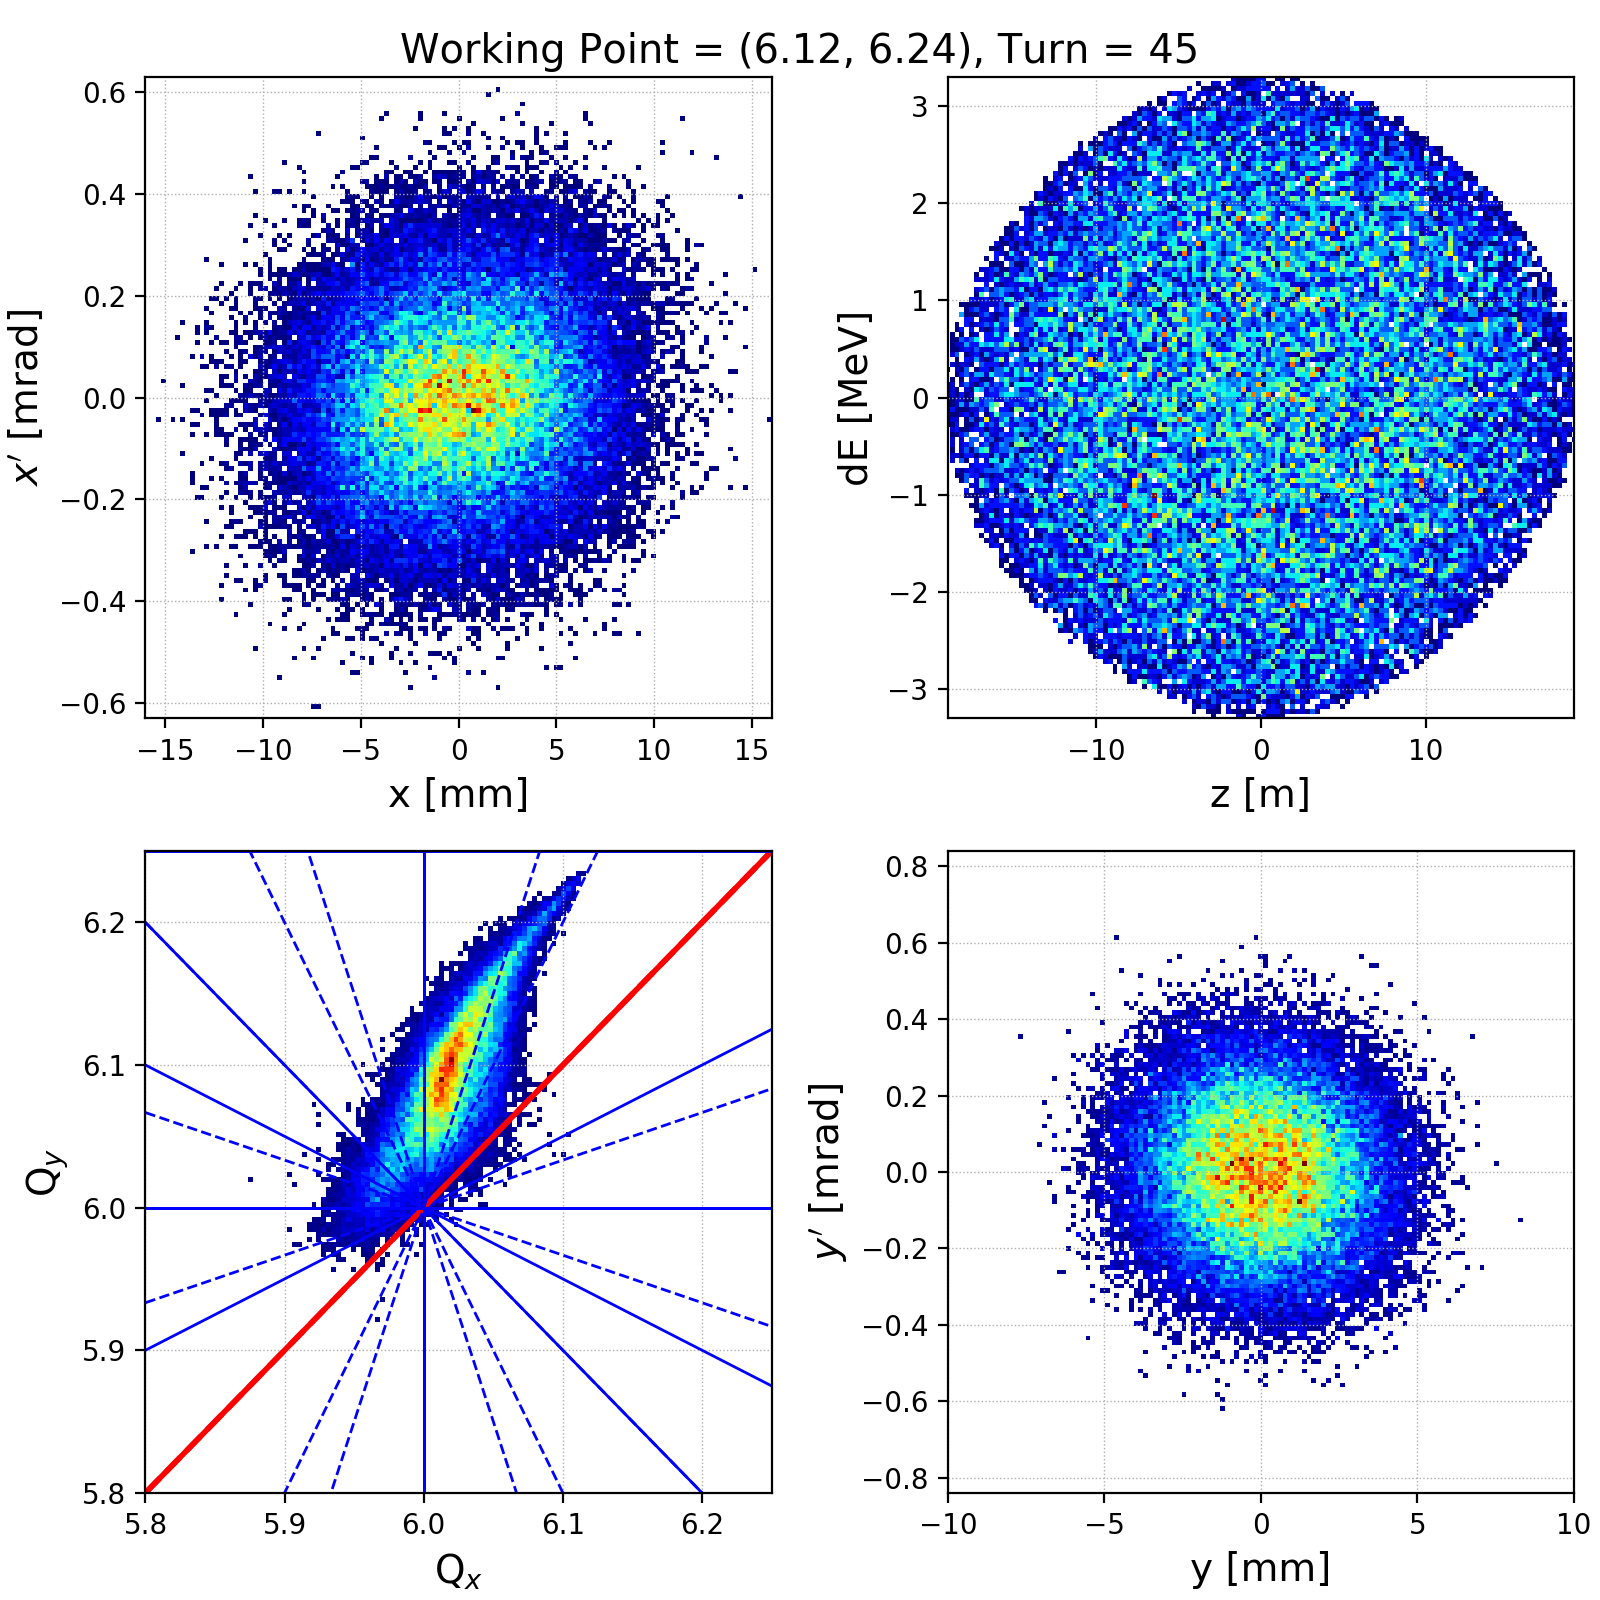 Working Point = (6.12, 6.24), Turn = 45
0.6
0.4
0.2
0.0
−0.2
−0.4
−0.6
x′ [mrad]
−15 −10 −5 0 5 10 15
x [mm]
3
2
1
0
−1
−2
−3
dE [MeV]
−10 0 10
z [m]
6.2
6.1
6.0
5.9
5.8
Qy
5.8 5.9 6.0 6.1 6.2
Qx
0.8
0.6
0.4
0.2
0.0
−0.2
−0.4
−0.6
−0.8
y′ [mrad]
−10 −5 0 5 10
y [mm]